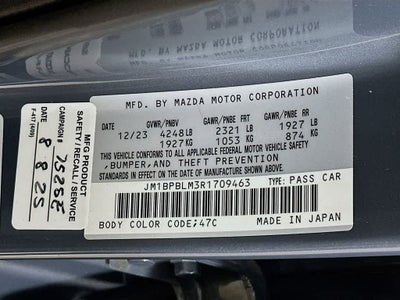 MFD. BY MAZDA MOTOR CORPORATION
GVWR/PNBV GAWR/PNBE FRT GAWR/PNBE RR
12/23 4248LB 2321 LB 1927 LB
1927KG 1053 KG 874 KG
THIS VEHICLE CONFORMS TO ALL APPLICABLE FEDERAL MOTOR VEHICLE SAFETY
,BUMPER,AND THEFT PREVENTION
STANDARDS IN EFFECT ON THE DATE OF MANUFACTURE SHOWN ABOVE.
JM1BPBLM3R1709463 TYPE: PASS CAR
BODY COLOR CODE;47C MADE IN JAPAN
MFG PRODUCT
SAFETY / RECALL / SERVICE
CAMPAIGN#
8 8 25
F-417 (4/09)